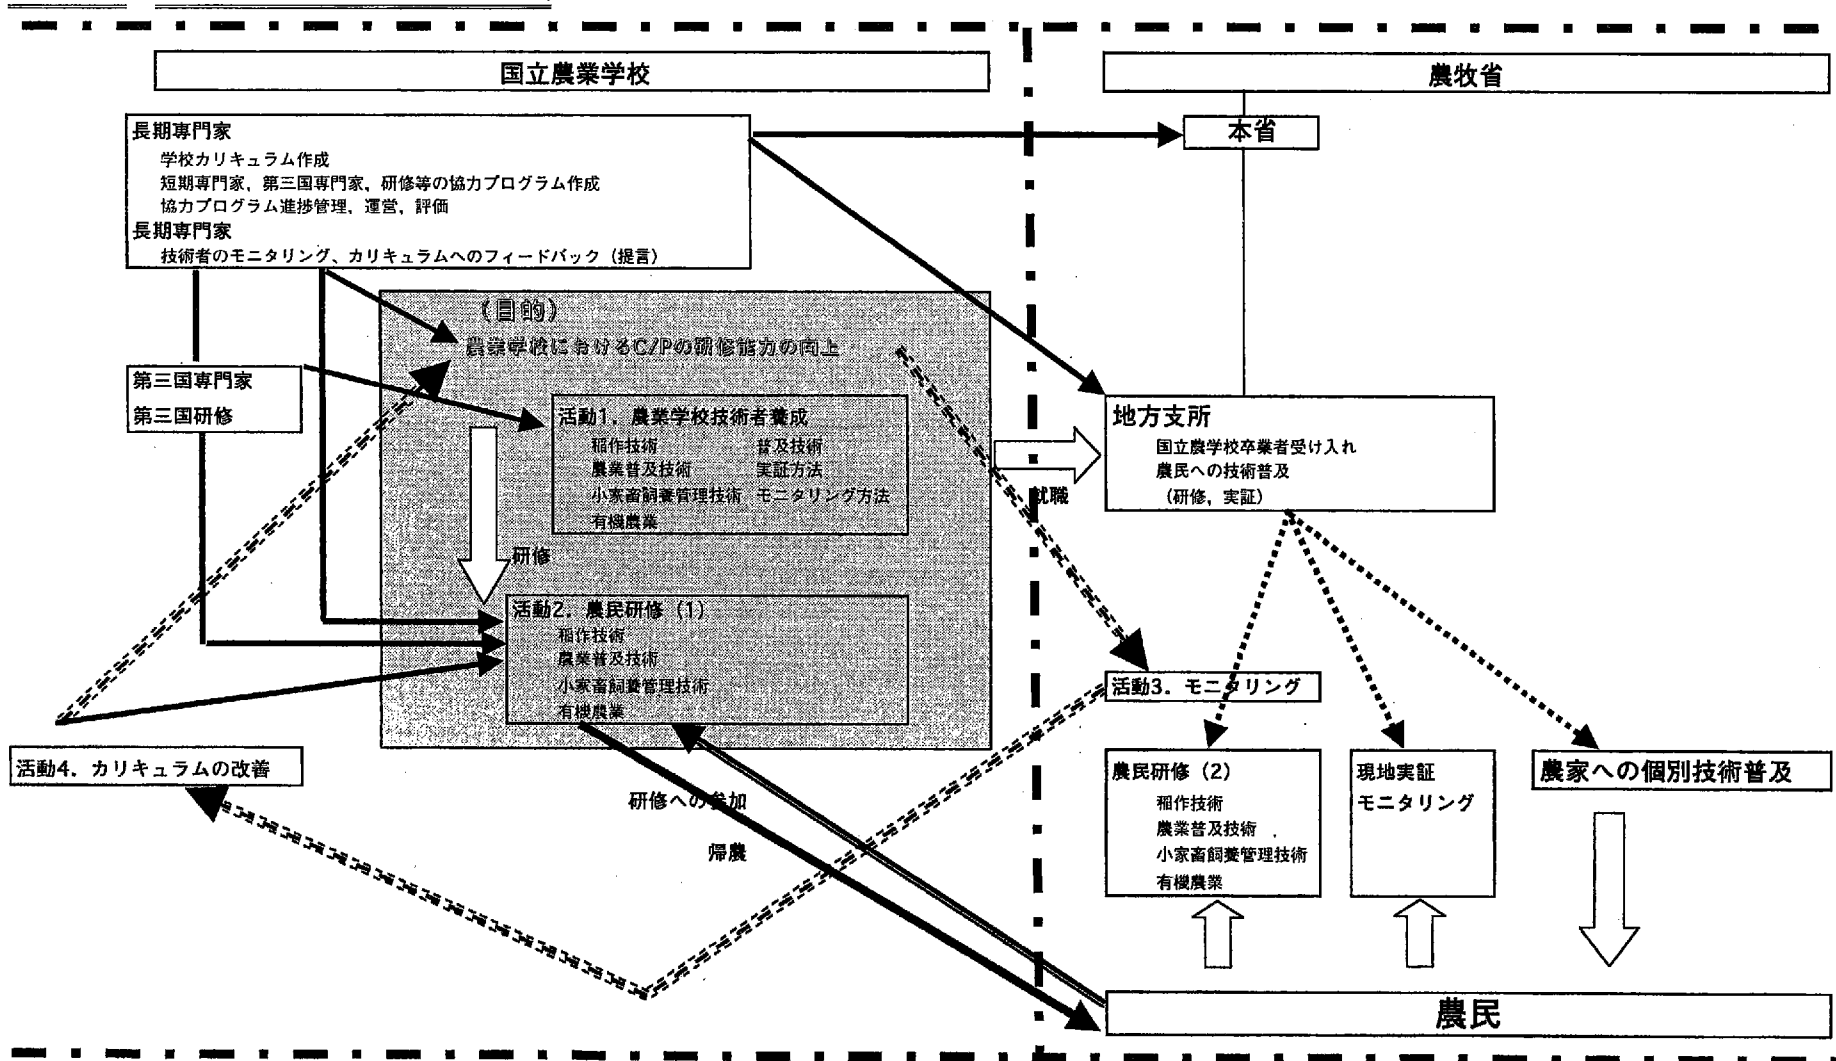 国立農業学校
農牧省
長期専門家
学校カリキュラム作成
短期専門家，第三国専門家，研修等の協力プログラム作成
協力プログラム進捗管理，運営，評価
長期専門家
技術者のモニタリング、カリキュラムへのフィードバック（提言）
本省
（目的）
農業学校におけるC/Pの研修能力の向上
第三国専門家
第三国研修
活動1．農業学校技術者養成
稲作技術 普及技術
農業普及技術 実証方法
小家畜飼養管理技術 モニタリング方法
有機農業
就職
地方支所
国立農学校卒業者受け入れ
農民への技術普及
（研修，実証）
研修
活動2．農民研修（1）
稲作技術
農業普及技術
小家畜飼養管理技術
有機農業
活動3．モニタリング
活動4．カリキュラムの改善
研修への参加
帰農
農民研修（2）
稲作技術
農業普及技術
小家畜飼養管理技術
有機農業
現地実証
モニタリング
農家への個別技術普及
農民